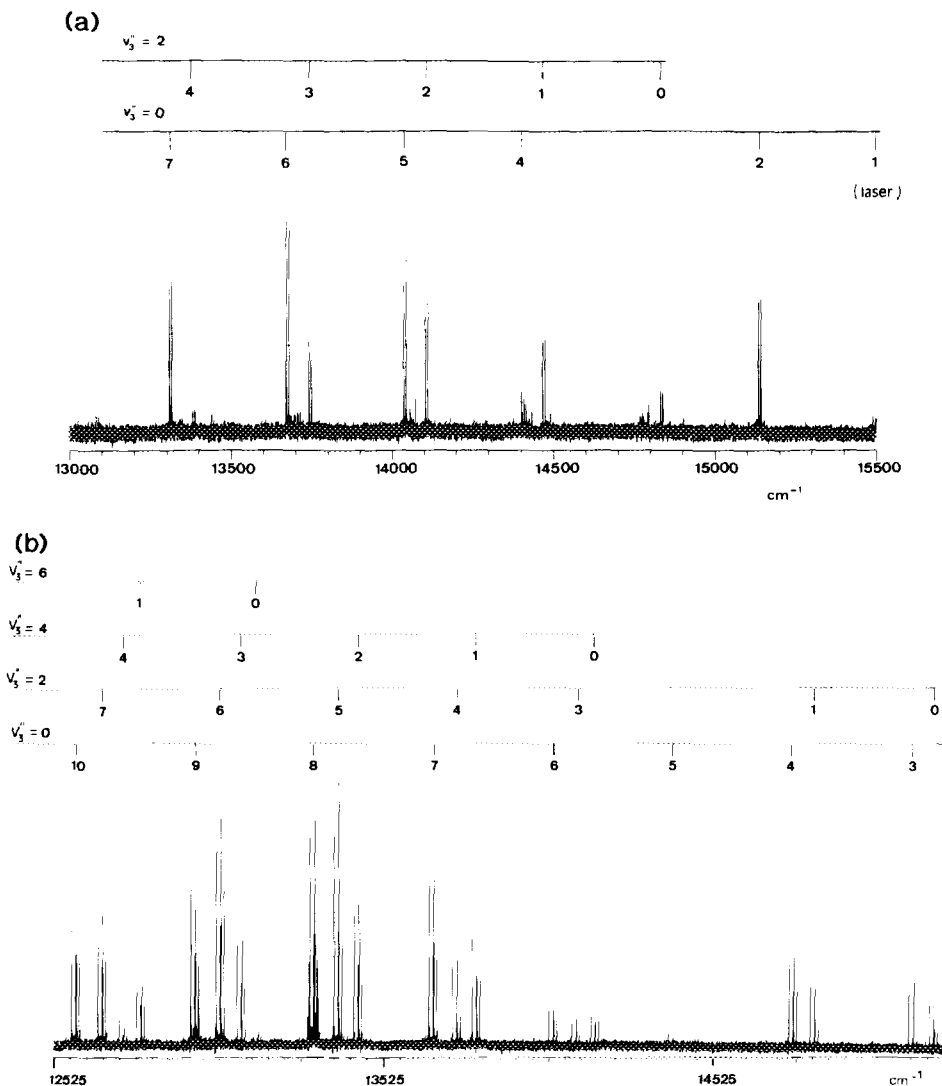 (a)
v₃″ = 2
4 3 2 1 0
v₃″ = 0
7 6 5 4 2 1
(laser)
13000 13500 14000 14500 15000 15500
cm⁻¹
(b)
V₃″ = 6
1 0
V₃″ = 4
4 3 2 1 0
V₃″ = 2
7 6 5 4 3 1 0
V₃″ = 0
10 9 8 7 6 5 4 3
12525 13525 14525 cm⁻¹